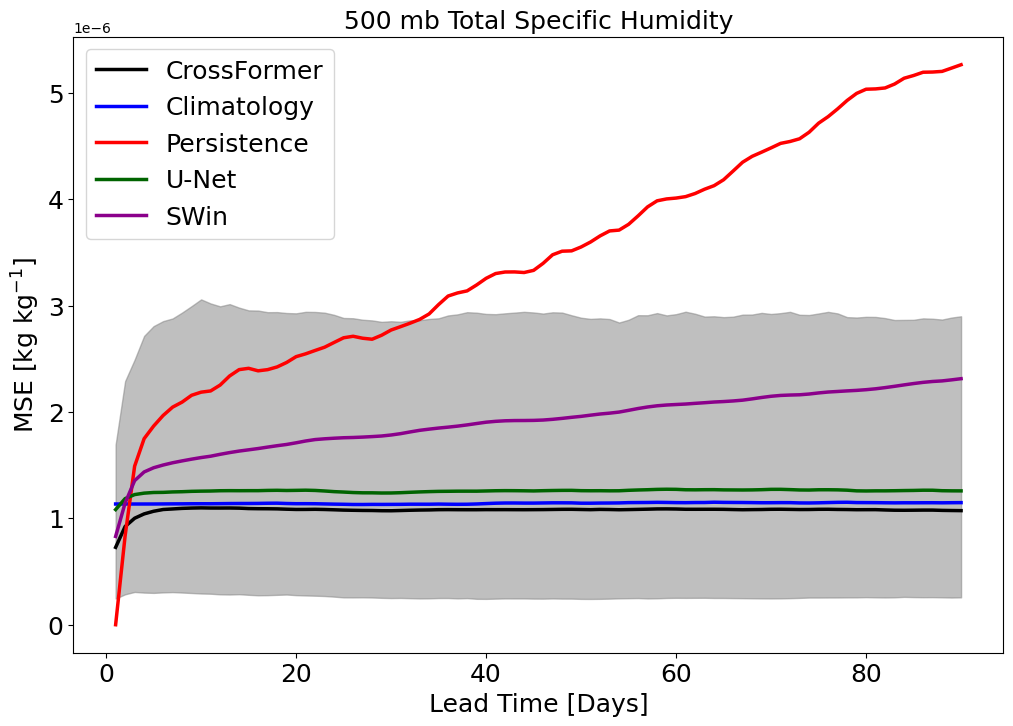 500 mb Total Specific Humidity
1e−6
CrossFormer
Climatology
Persistence
U-Net
SWin
5
4
3
2
1
0
MSE [kg kg⁻¹]
0 20 40 60 80
Lead Time [Days]